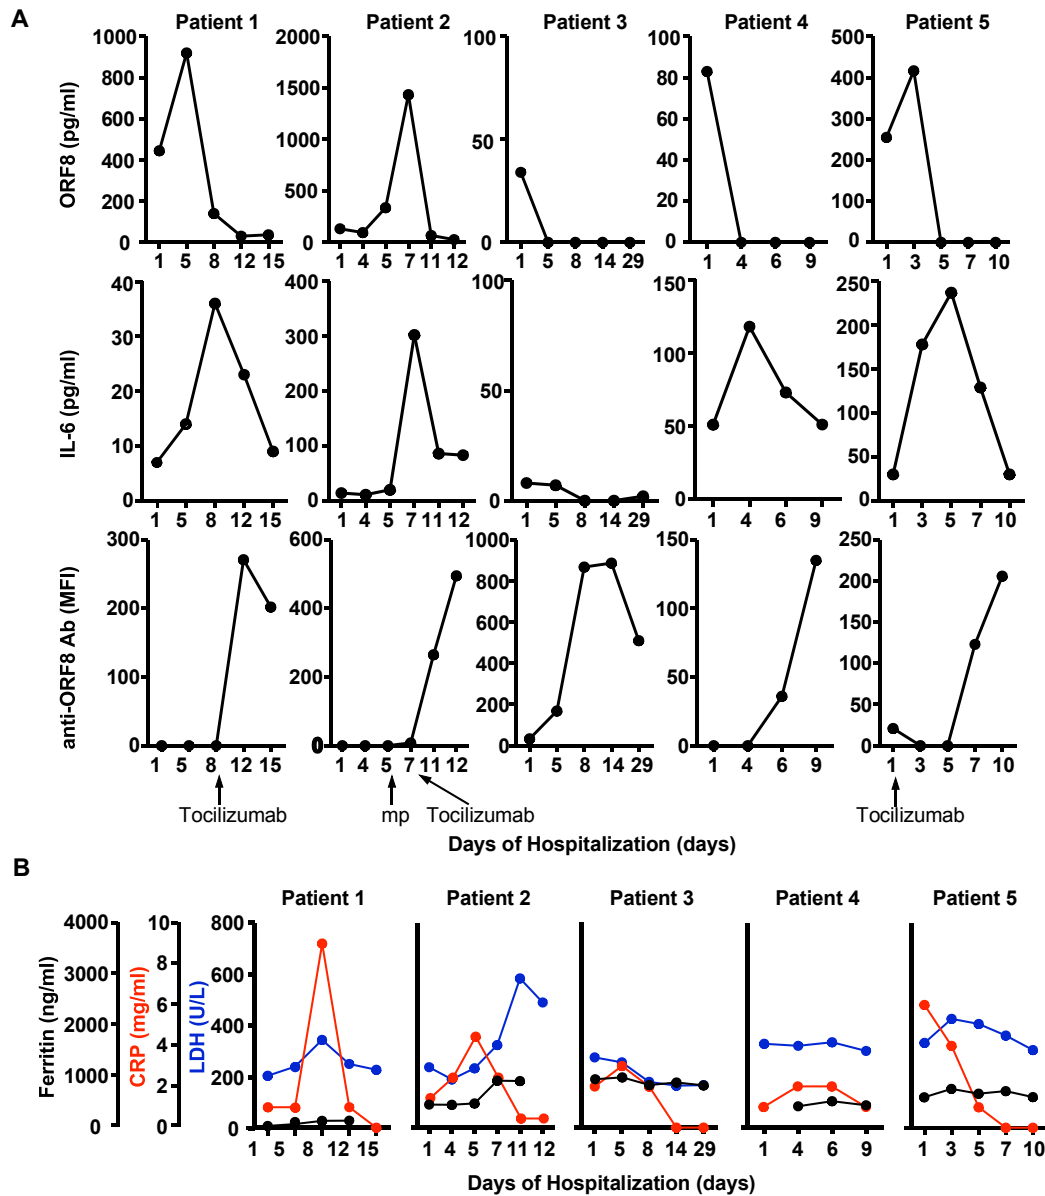 A
Patient 1 Patient 2 Patient 3 Patient 4 Patient 5
ORF8 (pg/ml)
1000 800 600 400 200 0
1 5 8 12 15
2000 1500 1000 500 0
1 4 5 7 11 12
100 50 0
1 5 8 14 29
100 80 60 40 20 0
1 4 6 9
500 400 300 200 100 0
1 3 5 7 10
IL-6 (pg/ml)
40 30 20 10 0
1 5 8 12 15
400 300 200 100 0
1 4 5 7 11 12
100 50 0
1 5 8 14 29
150 100 50 0
1 4 6 9
250 200 150 100 50 0
1 3 5 7 10
anti-ORF8 Ab (MFI)
300 200 100 0
1 5 8 12 15
600 400 200 0
1 4 5 7 11 12
1000 800 600 400 200 0
1 5 8 14 29
150 100 50 0
1 4 6 9
250 200 150 100 50 0
1 3 5 7 10
Tocilizumab mp Tocilizumab Tocilizumab
Days of Hospitalization (days)
B
Patient 1 Patient 2 Patient 3 Patient 4 Patient 5
Ferritin (ng/ml)
4000 3000 2000 1000 0
CRP (mg/ml)
10 8 6 4 2 0
LDH (U/L)
800 600 400 200 0
1 5 8 12 15
1 4 5 7 11 12
1 5 8 14 29
1 4 6 9
1 3 5 7 10
Days of Hospitalization (days)